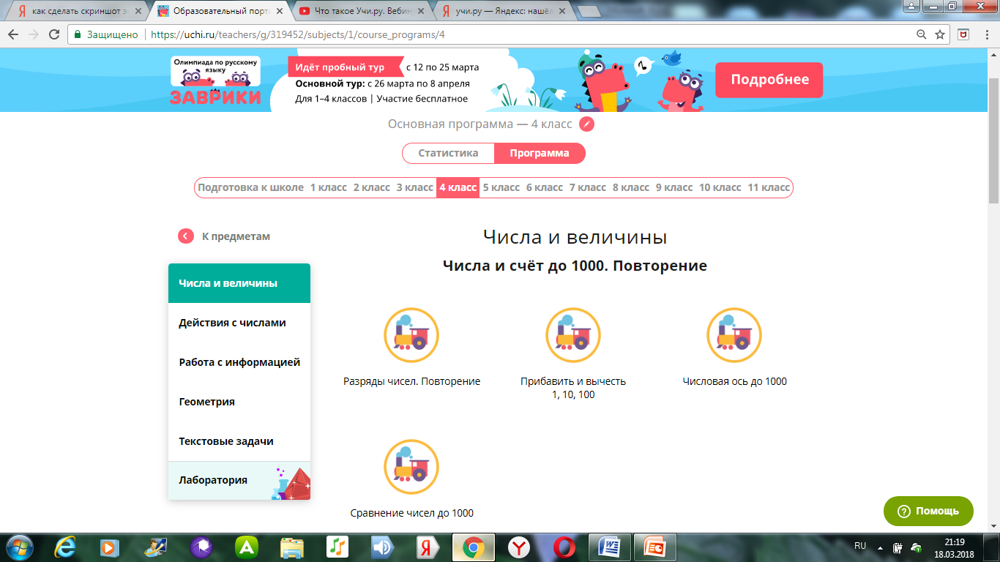 как сделать скриншот э
Образовательный порта
Что такое Учи.ру. Вебин
учи.ру — Яндекс: нашёл
Защищено
https://uchi.ru/teachers/g/319452/subjects/1/course_programs/4
Олимпиада по русскому
языку
ЗАВРИКИ
Идёт пробный тур с 12 по 25 марта
Основной тур: с 26 марта по 8 апреля
Для 1–4 классов | Участие бесплатное
Подробнее
Основная программа — 4 класс
Статистика Программа
Подготовка к школе 1 класс 2 класс 3 класс 4 класс 5 класс 6 класс 7 класс 8 класс 9 класс 10 класс 11 класс
К предметам
Числа и величины
Действия с числами
Работа с информацией
Геометрия
Текстовые задачи
Лаборатория
Числа и величины
Числа и счёт до 1000. Повторение
Разряды чисел. Повторение
Прибавить и вычесть
1, 10, 100
Числовая ось до 1000
Сравнение чисел до 1000
Помощь
RU
21:19
18.03.2018